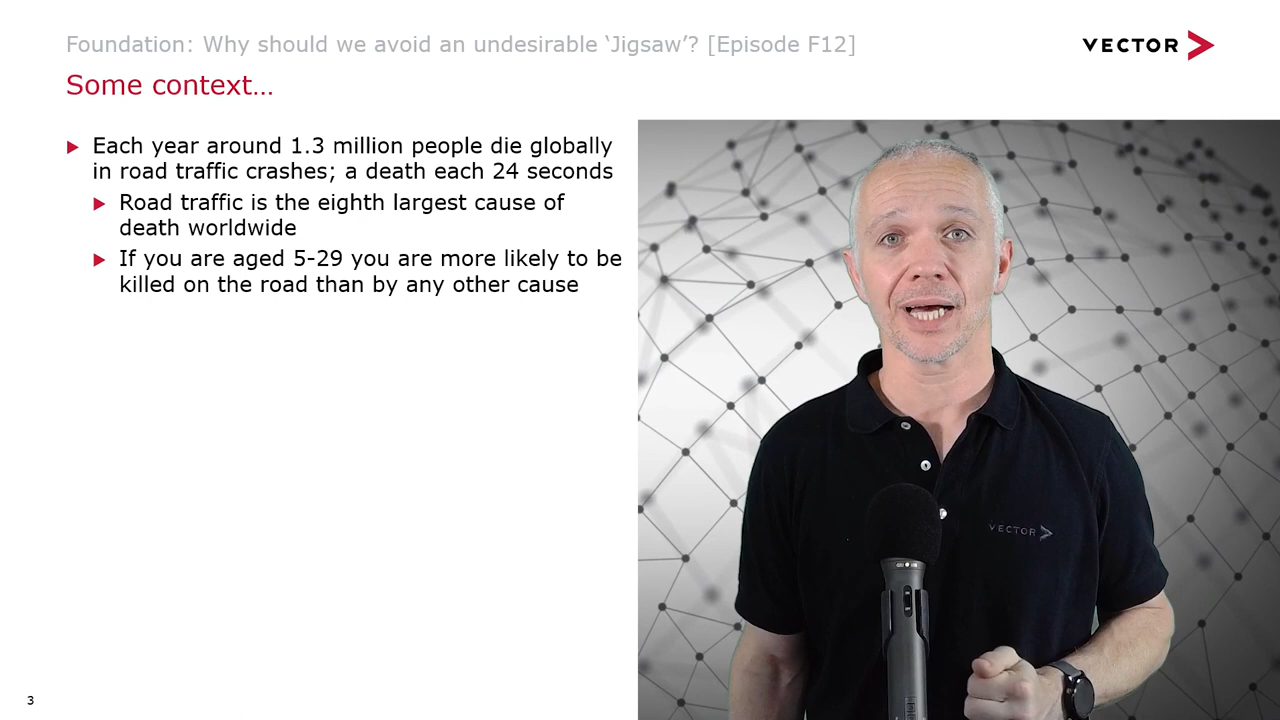 Foundation: Why should we avoid an undesirable ‘Jigsaw’? [Episode F12]
VECTOR
Some context…
Each year around 1.3 million people die globally
in road traffic crashes; a death each 24 seconds
Road traffic is the eighth largest cause of
death worldwide
If you are aged 5-29 you are more likely to be
killed on the road than by any other cause
VECTOR
3